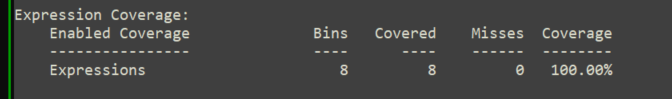 Expression Coverage:
    Enabled Coverage              Bins   Covered    Misses  Coverage
    ----------------              ----      ----    ------  --------
    Expressions                      8         8         0   100.00%